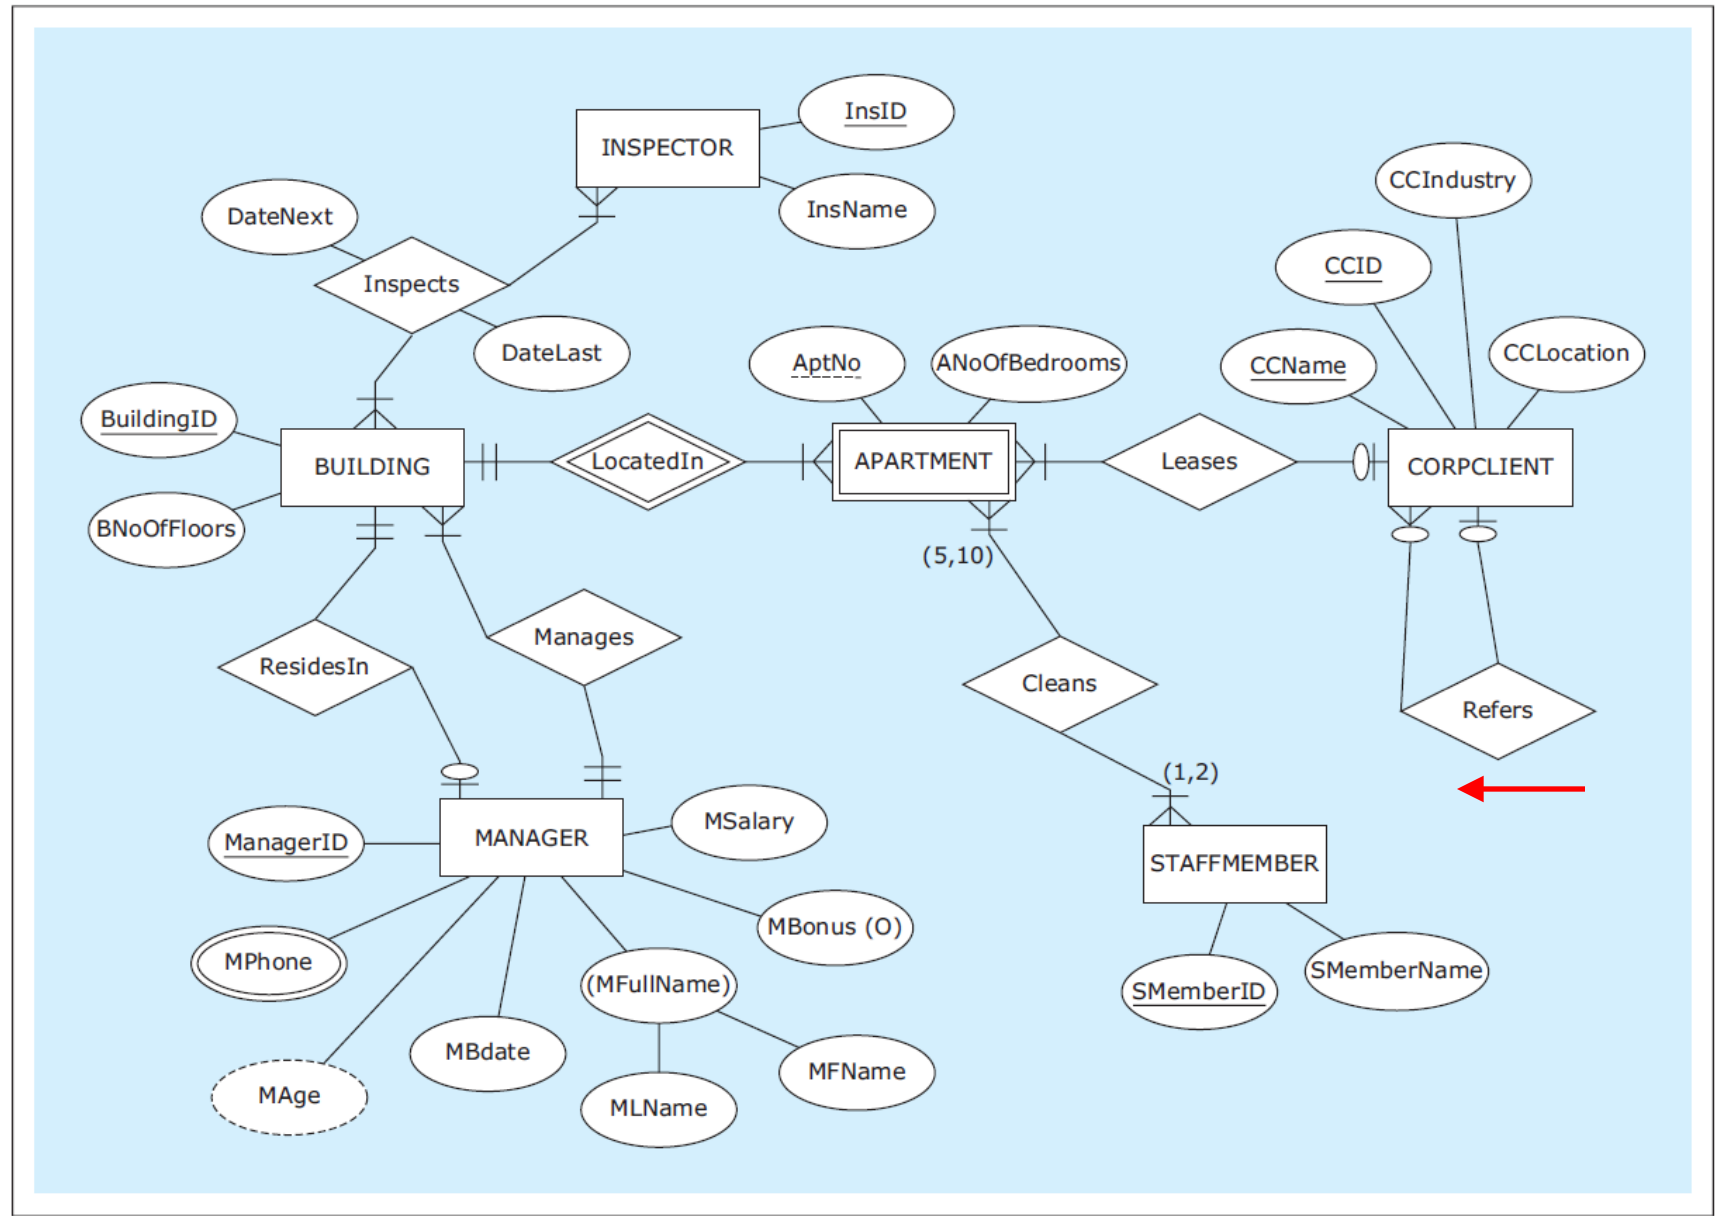 InsID
INSPECTOR
CCIndustry
InsName
DateNext
CCID
Inspects
DateLast
CCLocation
AptNo
ANoOfBedrooms
CCName
BuildingID
BUILDING
LocatedIn
APARTMENT
Leases
CORPCLIENT
BNoOfFloors
(5,10)
Manages
ResidesIn
Cleans
Refers
(1,2)
MSalary
ManagerID
MANAGER
STAFFMEMBER
MBonus (O)
MPhone
(MFullName)
SMemberName
SMemberID
MBdate
MFName
MAge
MLName